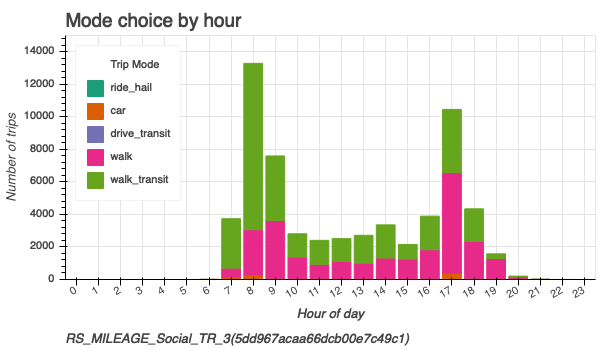 Mode choice by hour
Number of trips
14000
12000
10000
8000
6000
4000
2000
0
Trip Mode
ride_hail
car
drive_transit
walk
walk_transit
0 1 2 3 4 5 6 7 8 9 10 11 12 13 14 15 16 17 18 19 20 21 22 23
Hour of day
RS_MILEAGE_Social_TR_3(5dd967acaa66dcb00e7c49c1)